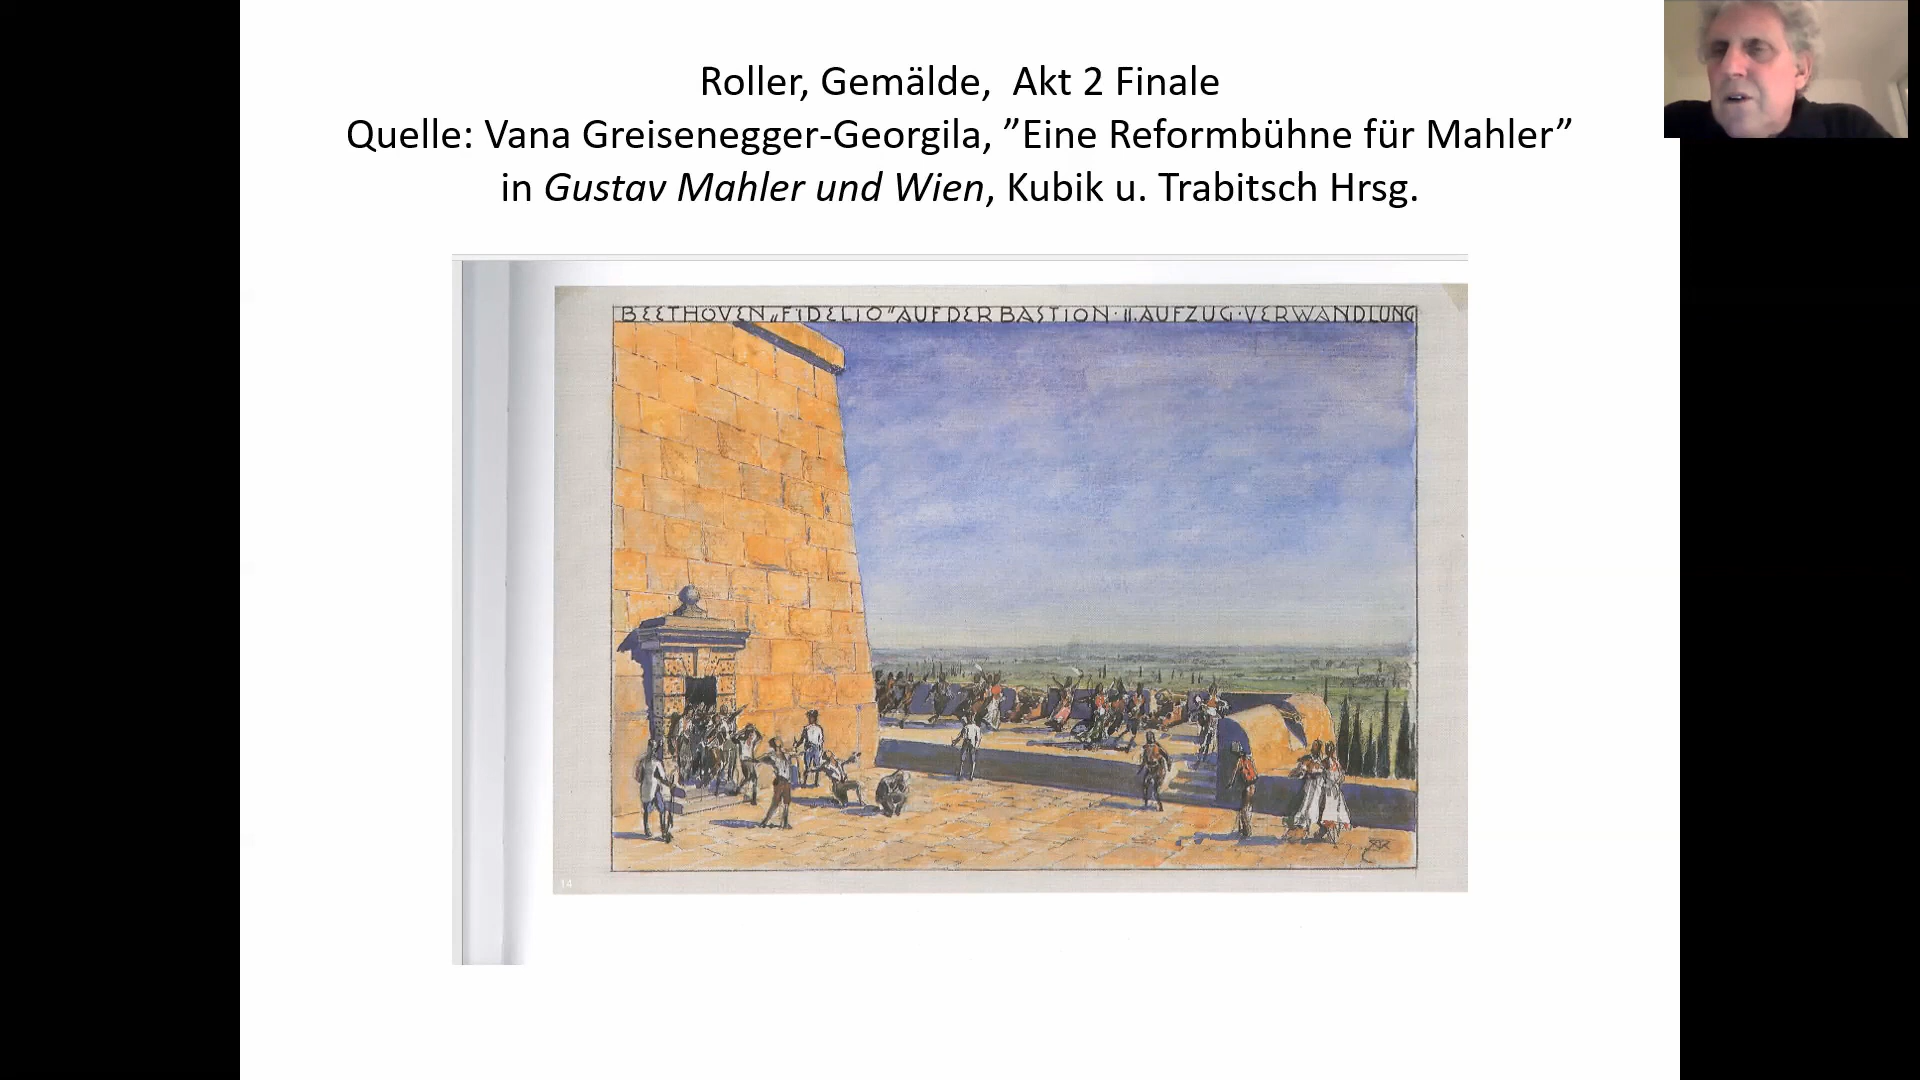 Roller, Gemälde,  Akt 2 Finale
Quelle: Vana Greisenegger-Georgila, ”Eine Reformbühne für Mahler”
in Gustav Mahler und Wien, Kubik u. Trabitsch Hrsg.
BEETHOVEN „FIDELIO“ AUF DER BASTION · II. AUFZUG · VERWANDLUNG
14